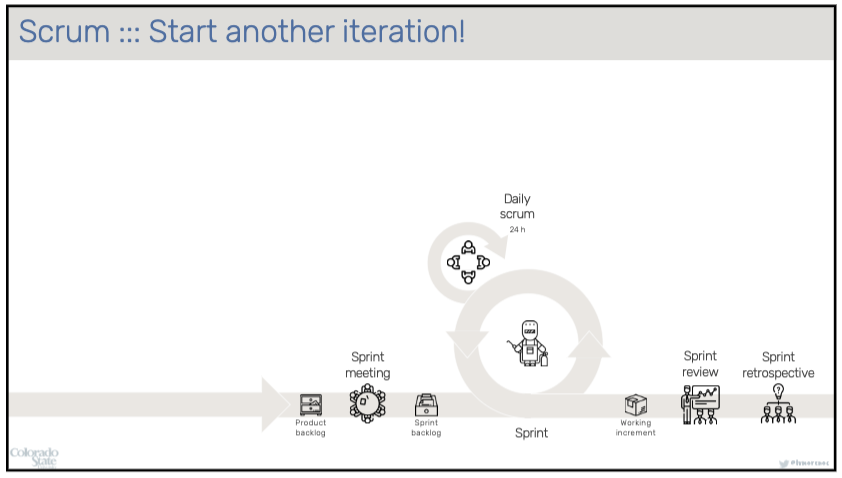 Scrum ::: Start another iteration!
Daily
scrum
24 h
Sprint
meeting
Sprint
review
Sprint
retrospective
Product
backlog
Sprint
backlog
Sprint
Working
increment
Colorado
State